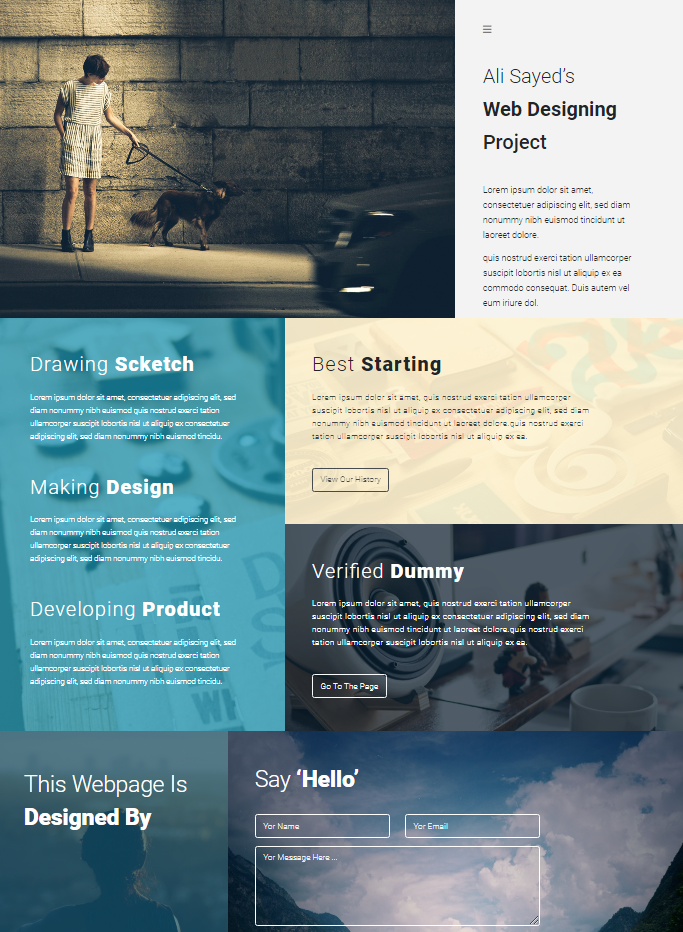 Ali Sayed's
Web Designing
Project
Lorem ipsum dolor sit amet,
consectetuer adipiscing elit, sed diam
nonummy nibh euismod tincidunt ut
laoreet dolore.
quis nostrud exerci tation ullamcorper
suscipit lobortis nisl ut aliquip ex ea
commodo consequat. Duis autem vel
eum iriure dol.
Drawing Scketch
Lorem ipsum dolor sit amet, consectetuer adipiscing elit, sed
diam nonummy nibh euismod quis nostrud exerci tation
ullamcorper suscipit lobortis nisl ut aliquip ex consectetuer
adipiscing elit, sed diam nonummy nibh euismod tincidu.
Making Design
Lorem ipsum dolor sit amet, consectetuer adipiscing elit, sed
diam nonummy nibh euismod quis nostrud exerci tation
ullamcorper suscipit lobortis nisl ut aliquip ex consectetuer
adipiscing elit, sed diam nonummy nibh euismod tincidu.
Developing Product
Lorem ipsum dolor sit amet, consectetuer adipiscing elit, sed
diam nonummy nibh euismod quis nostrud exerci tation
ullamcorper suscipit lobortis nisl ut aliquip ex consectetuer
adipiscing elit, sed diam nonummy nibh euismod tincidu.
Best Starting
Lorem ipsum dolor sit amet, quis nostrud exerci tation ullamcorper
suscipit lobortis nisl ut aliquip ex consectetuer adipiscing elit, sed diam
nonummy nibh euismod tincidunt ut laoreet dolore.quis nostrud exerci
tation ullamcorper suscipit lobortis nisl ut aliquip ex ea.
View Our History
Verified Dummy
Lorem ipsum dolor sit amet, quis nostrud exerci tation ullamcorper
suscipit lobortis nisl ut aliquip ex consectetuer adipiscing elit, sed diam
nonummy nibh euismod tincidunt ut laoreet dolore.quis nostrud exerci
tation ullamcorper suscipit lobortis nisl ut aliquip ex ea.
Go To The Page
This Webpage Is
Designed By
Say ‘Hello’
Yor Name
Yor Email
Yor Message Here ...